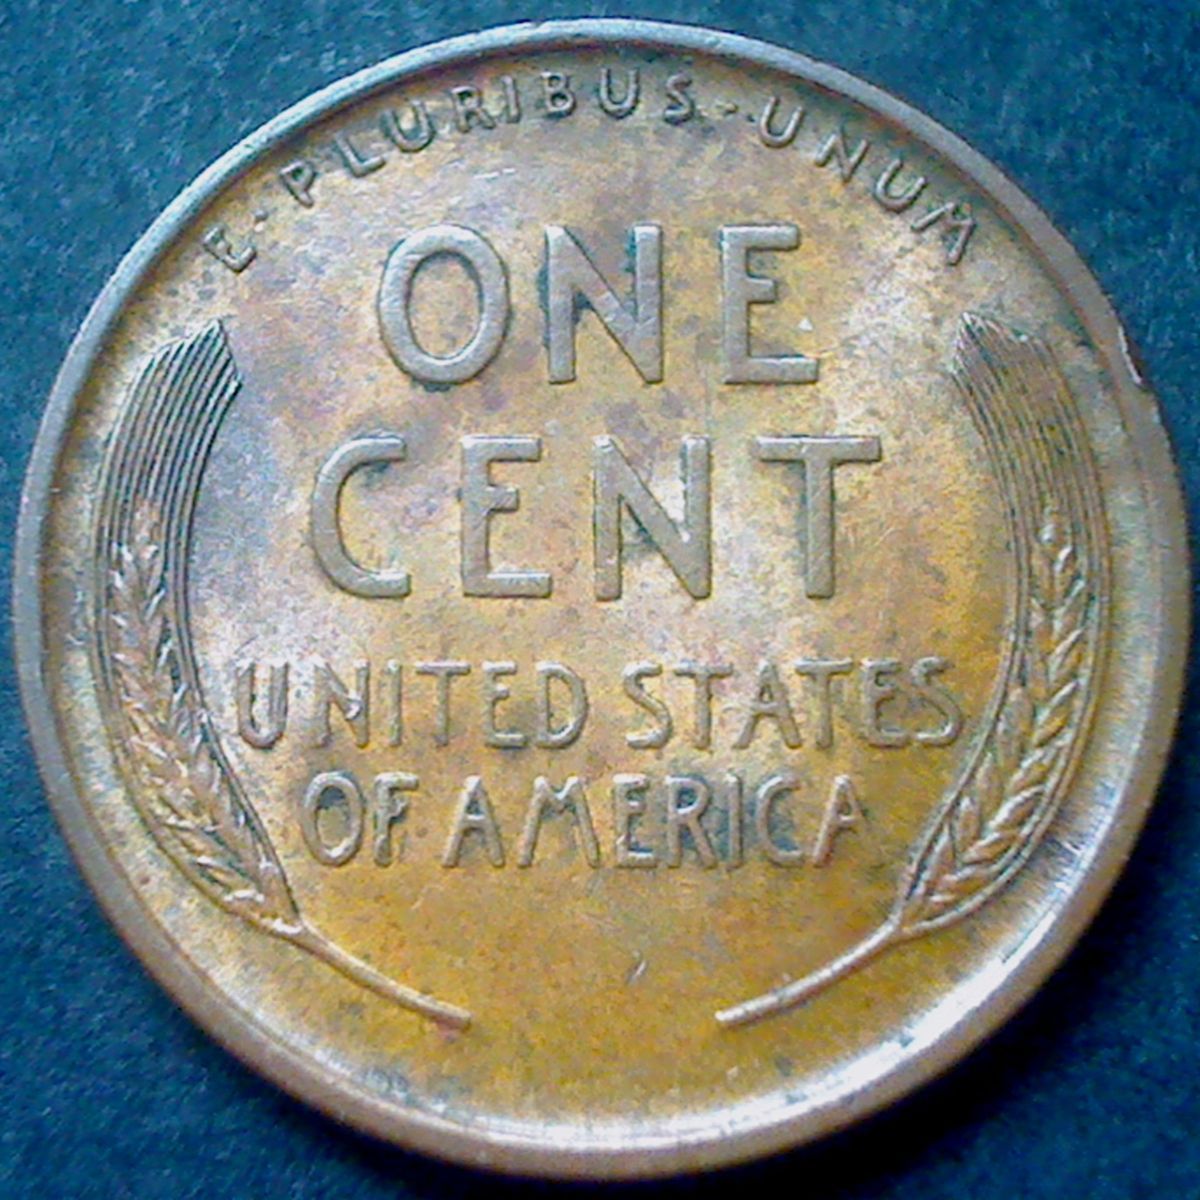 E·PLURIBUS·UNUM
ONE
CENT
UNITED STATES
OF AMERICA